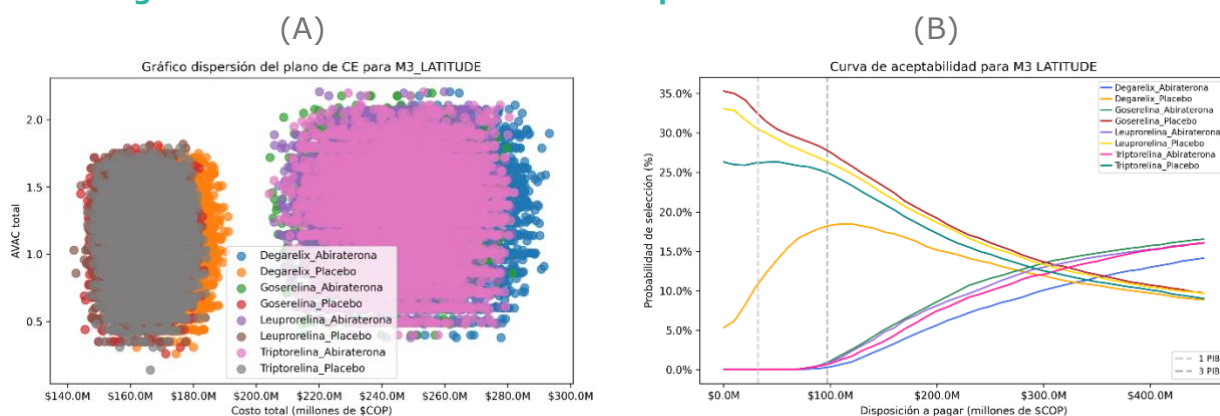 (A)
(B)
Gráfico dispersión del plano de CE para M3_LATITUDE
AVAC total
2.0
1.5
1.0
0.5
Degarelix_Abiraterona
Degarelix_Placebo
Goserelina_Abiraterona
Goserelina_Placebo
Leuprorelina_Abiraterona
Leuprorelina_Placebo
Triptorelina_Abiraterona
Triptorelina_Placebo
$140.0M $160.0M $180.0M $200.0M $220.0M $240.0M $260.0M $280.0M $300.0M
Costo total (millones de $COP)
Curva de aceptabilidad para M3 LATITUDE
Probabilidad de selección (%)
35.0%
30.0%
25.0%
20.0%
15.0%
10.0%
5.0%
0.0%
Degarelix_Abiraterona
Degarelix_Placebo
Goserelina_Abiraterona
Goserelina_Placebo
Leuprorelina_Abiraterona
Leuprorelina_Placebo
Triptorelina_Abiraterona
Triptorelina_Placebo
1 PIB
3 PIB
$0.0M $100.0M $200.0M $300.0M $400.0M
Disposición a pagar (millones de $COP)